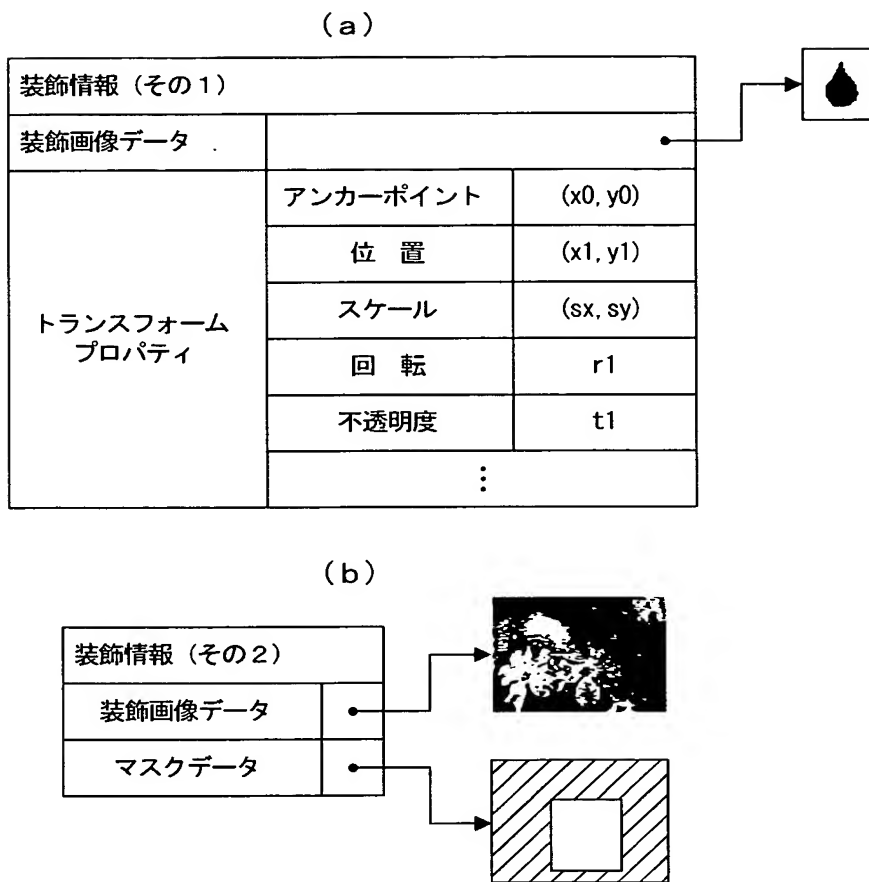 (a)
装飾情報（その１）
装飾画像データ
アンカーポイント (x0, y0)
位 置 (x1, y1)
スケール (sx, sy)
トランスフォーム
プロパティ
回 転 r1
不透明度 t1
⋮
(b)
装飾情報（その２）
装飾画像データ
マスクデータ